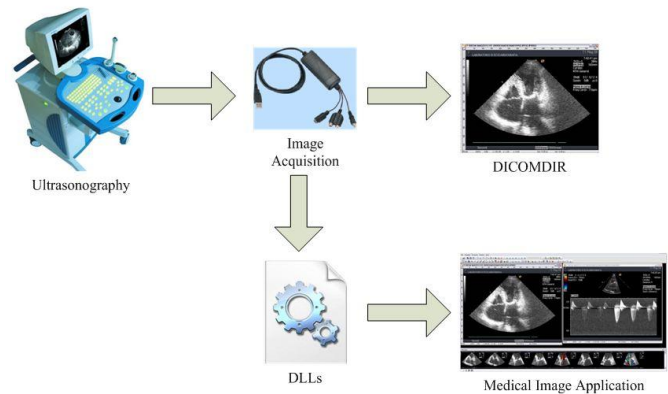 Ultrasonography
Image
Acquisition
DICOMDIR
DLLs
Medical Image Application